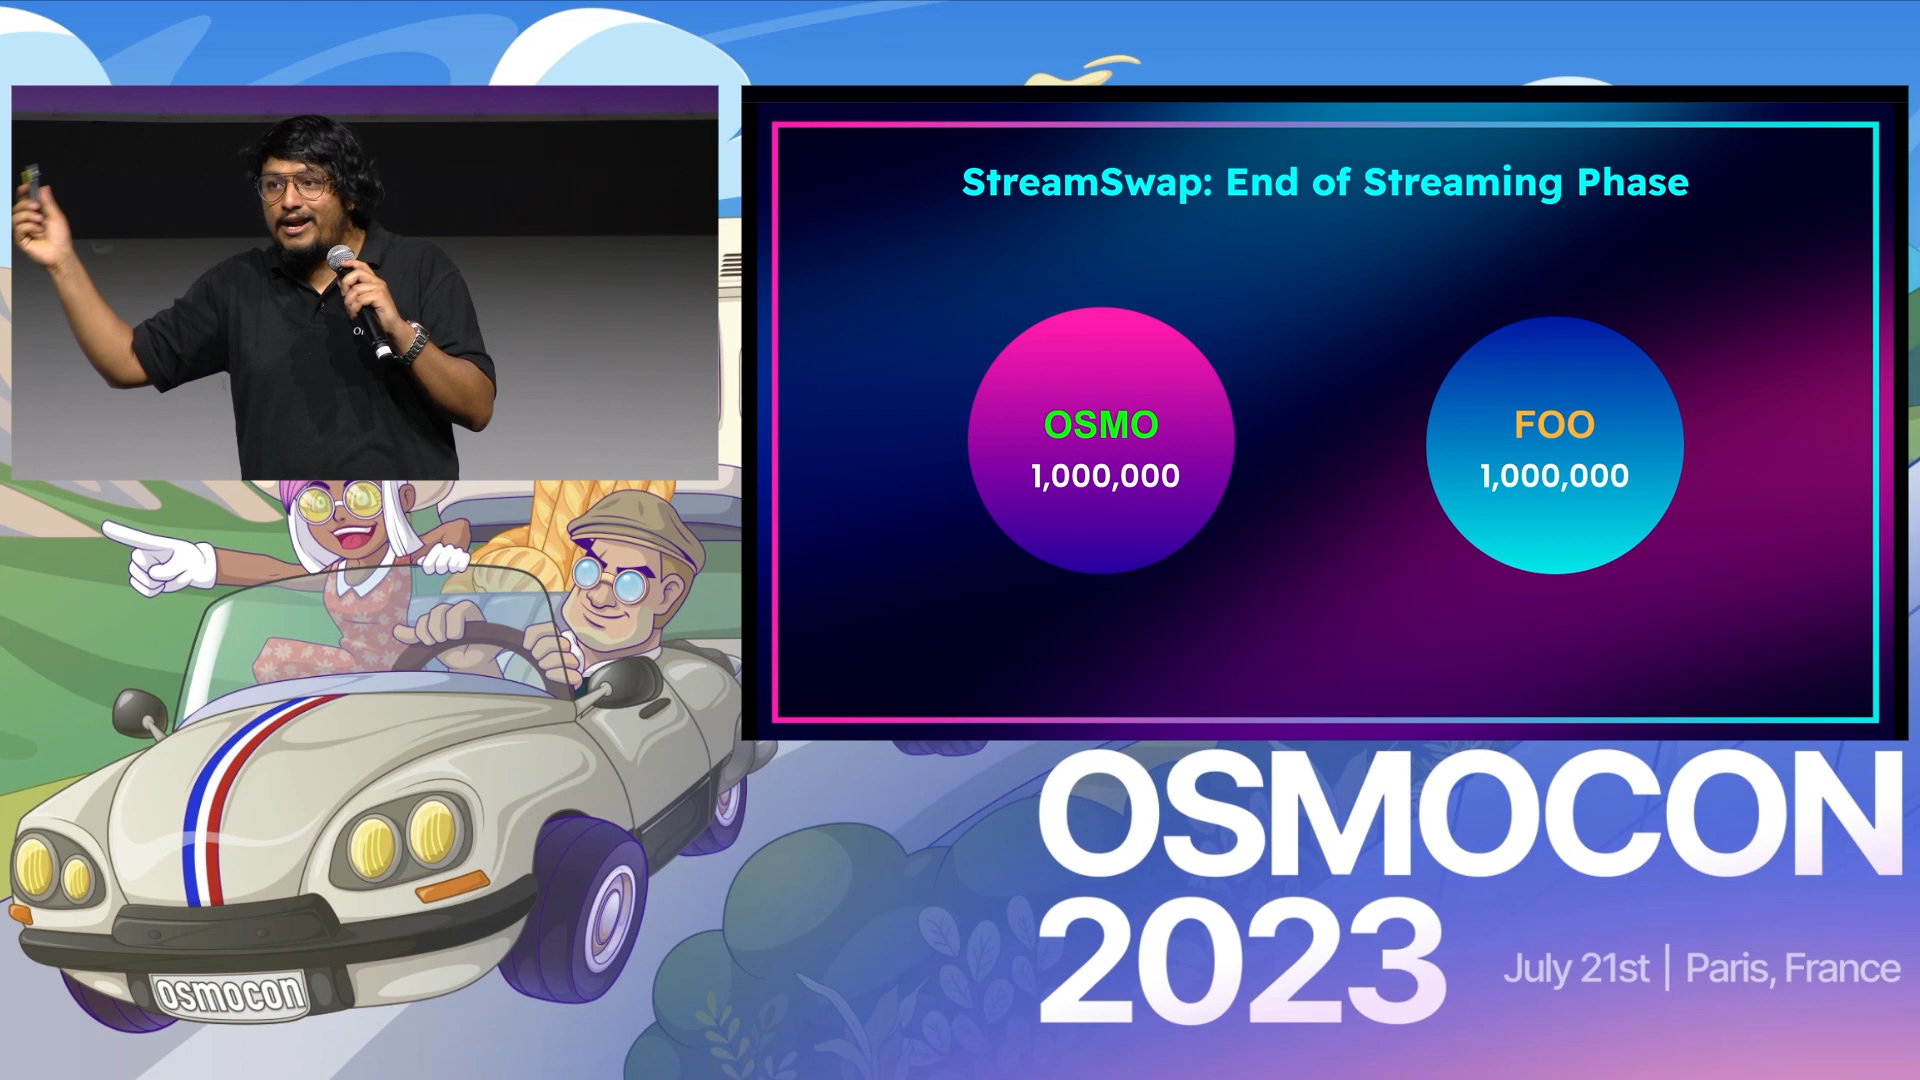 StreamSwap: End of Streaming Phase
OSMO
1,000,000
FOO
1,000,000
osmocon
OSMOCON
2023
July 21st | Paris, France